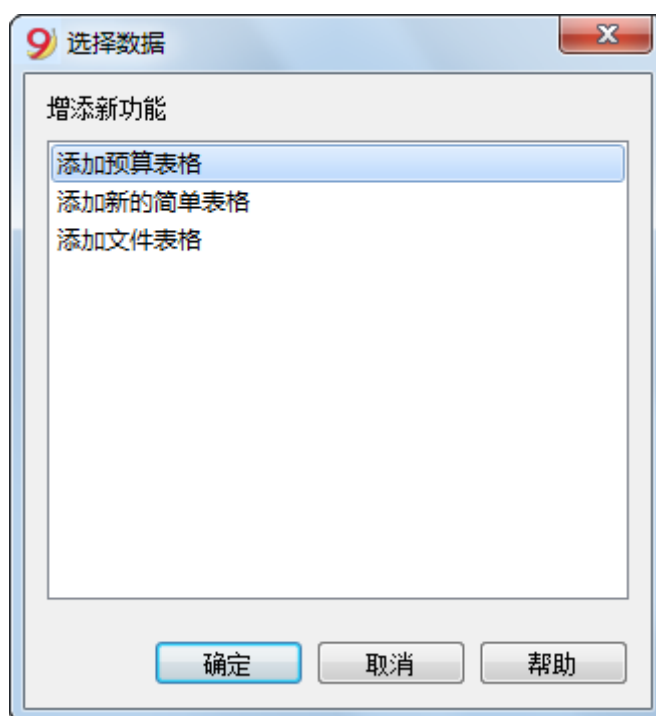 9 选择数据
增添新功能
添加预算表格
添加新的简单表格
添加文件表格
确定 取消 帮助